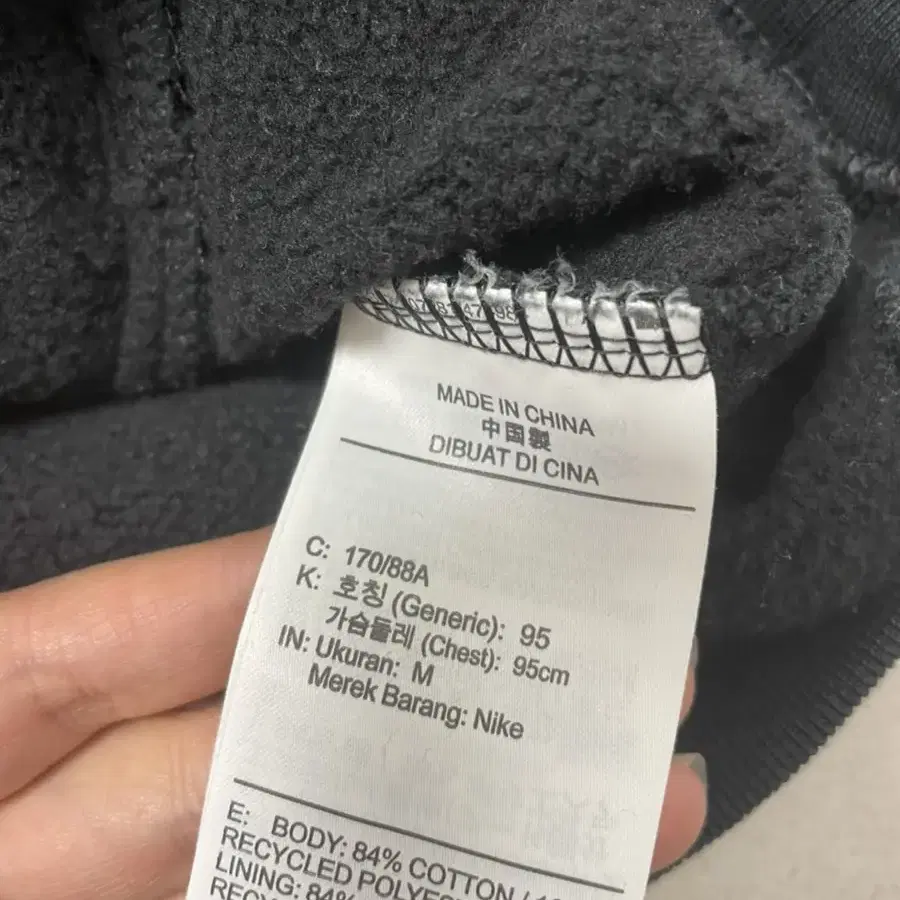 MADE IN CHINA
中国製
DIBUAT DI CINA
C: 170/88A
K: 호칭 (Generic): 95
가슴둘레 (Chest): 95cm
IN: Ukuran: M
Merek Barang: Nike
E: BODY: 84% COTTON /
RECYCLED
LINING: 84%